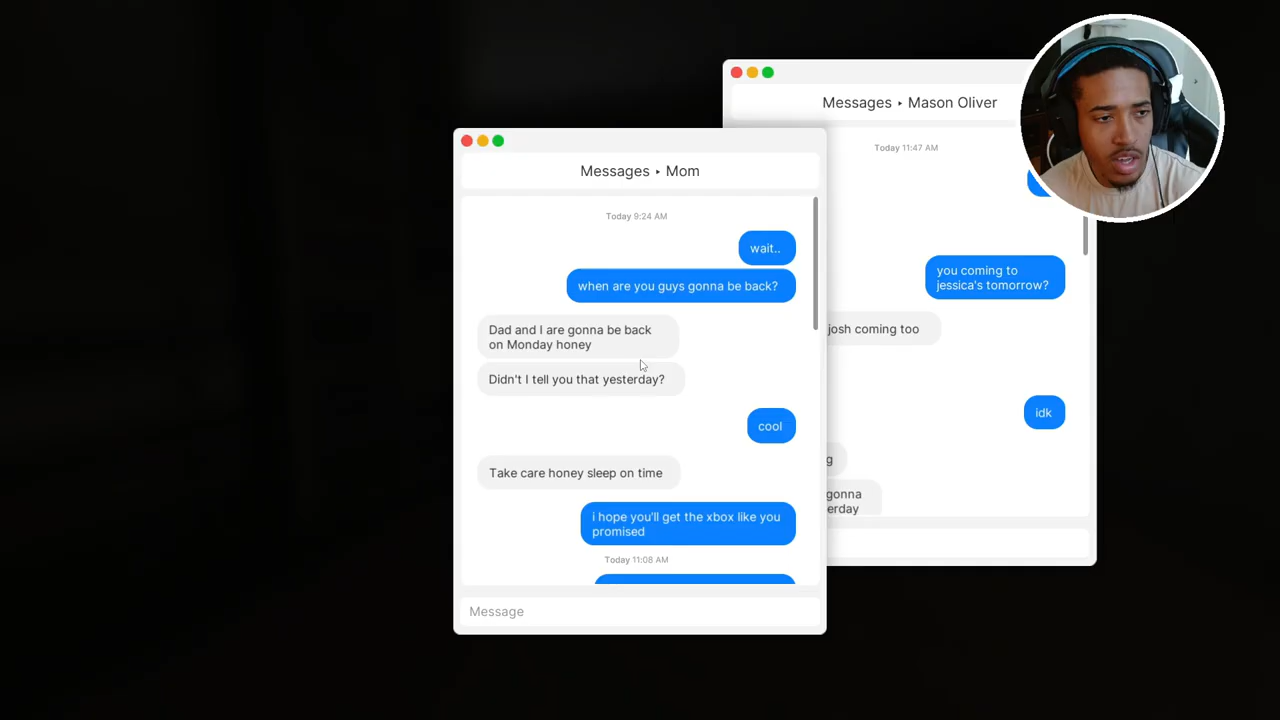 Messages ‣ Mason Oliver
Today 11:47 AM
you coming to
jessica's tomorrow?
josh coming too
idk
g
gonna
erday
Messages ‣ Mom
Today 9:24 AM
wait..
when are you guys gonna be back?
Dad and I are gonna be back
on Monday honey
Didn't I tell you that yesterday?
cool
Take care honey sleep on time
i hope you'll get the xbox like you
promised
Today 11:08 AM
Message